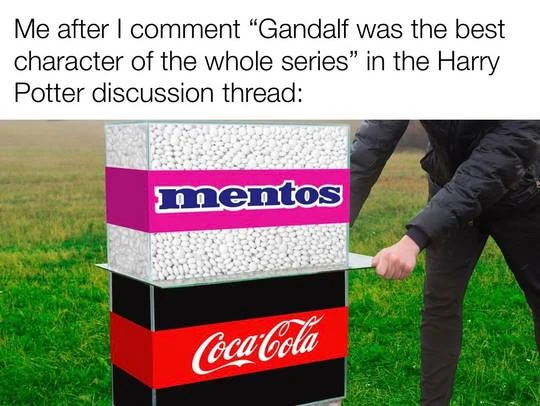 Me after I comment “Gandalf was the best
character of the whole series” in the Harry
Potter discussion thread:
mentos
Coca-Cola